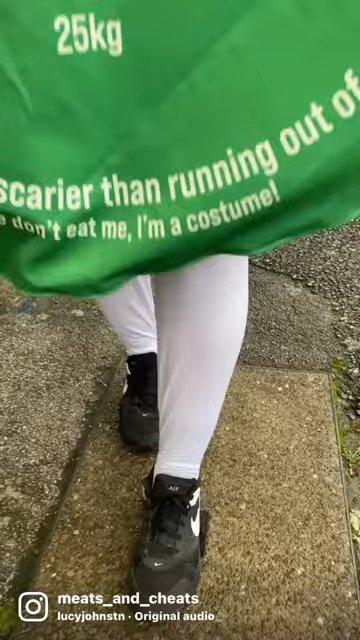 25kg
scarier than running out of
don't eat me, I'm a costume!
AIR
meats_and_cheats
lucyjohnstn · Original audio